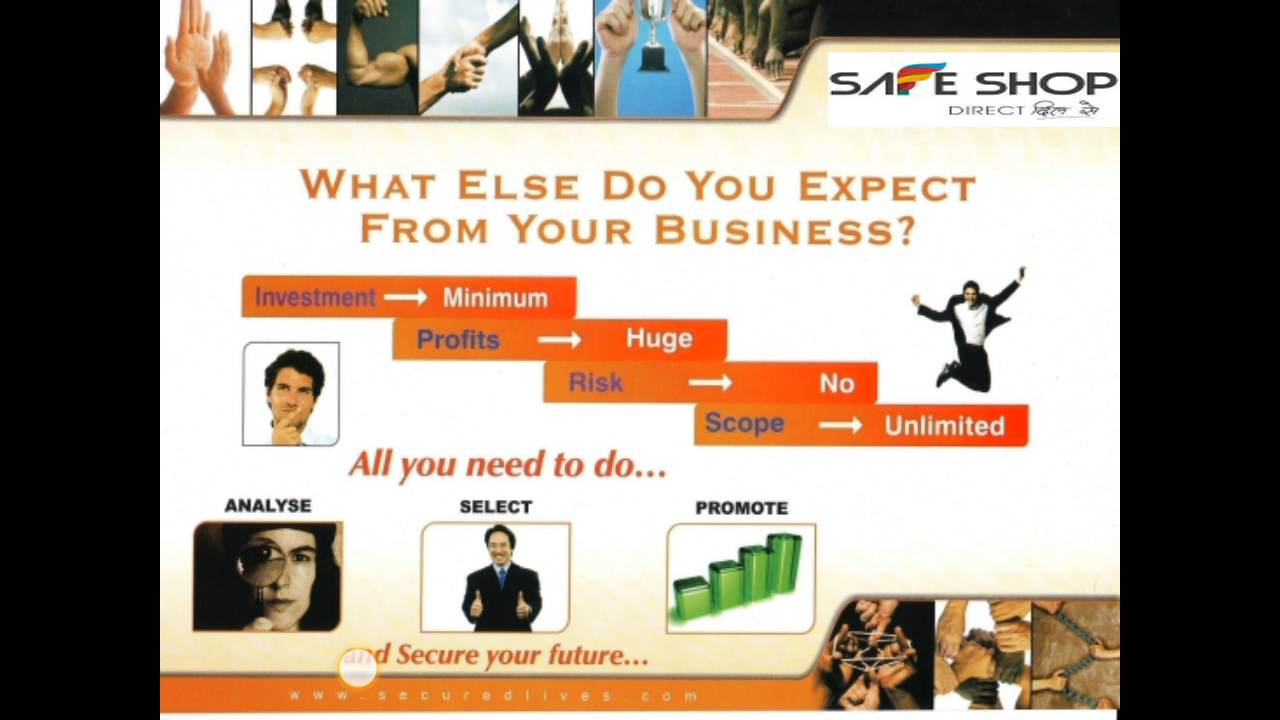 SAFE SHOP
DIRECT दिल से
WHAT ELSE DO YOU EXPECT
FROM YOUR BUSINESS?
Investment → Minimum
Profits → Huge
Risk → No
Scope → Unlimited
All you need to do...
ANALYSE SELECT PROMOTE
and Secure your future...
www.securedlives.com